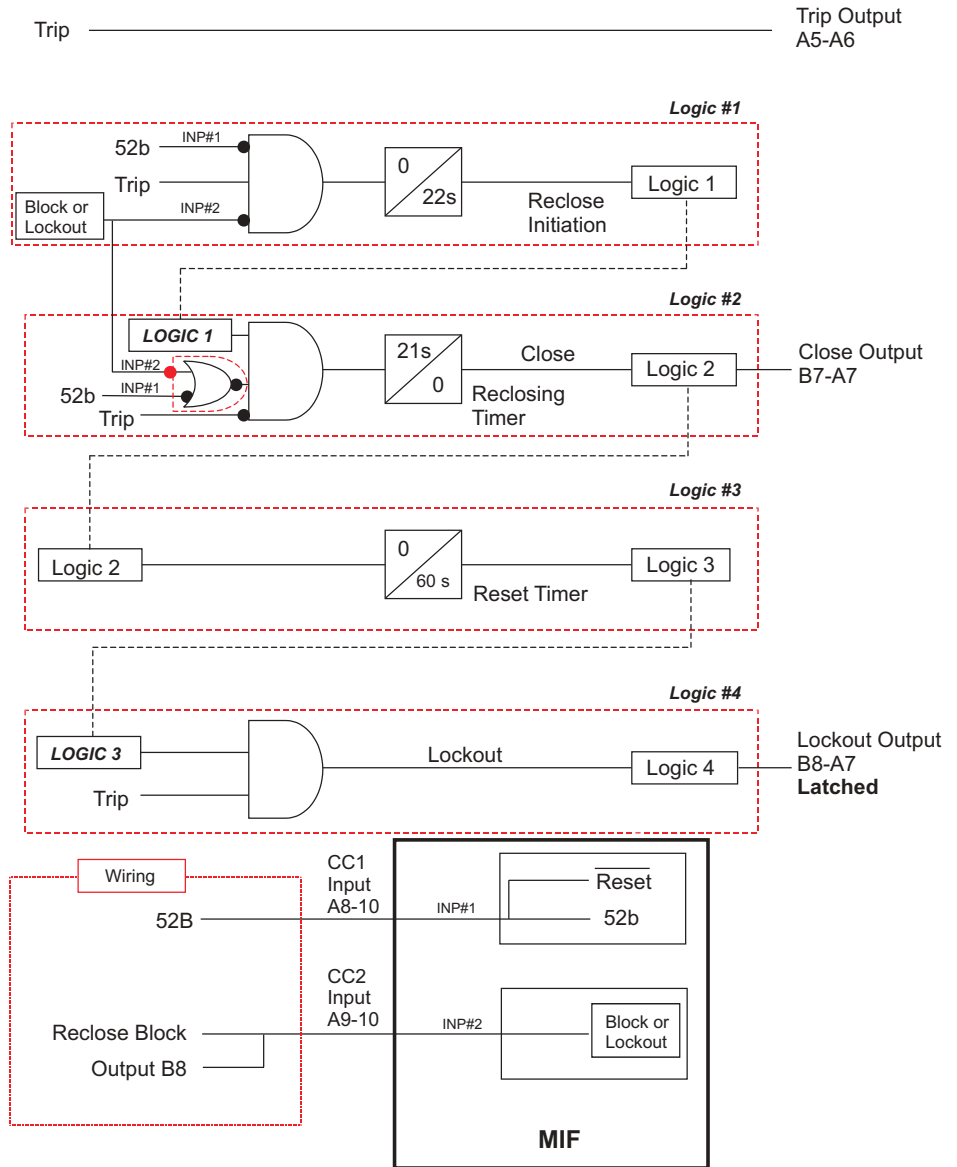 Trip
Trip Output
A5-A6
Logic #1
52b
INP#1
Trip
Block or
Lockout
INP#2
0
22s
Reclose
Initiation
Logic 1
Logic #2
LOGIC 1
INP#2
52b
INP#1
Trip
21s
0
Close
Reclosing
Timer
Logic 2
Close Output
B7-A7
Logic #3
Logic 2
0
60 s
Reset Timer
Logic 3
Logic #4
LOGIC 3
Trip
Lockout
Logic 4
Lockout Output
B8-A7
Latched
Wiring
52B
CC1
Input
A8-10
INP#1
Reset
52b
Reclose Block
Output B8
CC2
Input
A9-10
INP#2
Block or
Lockout
MIF